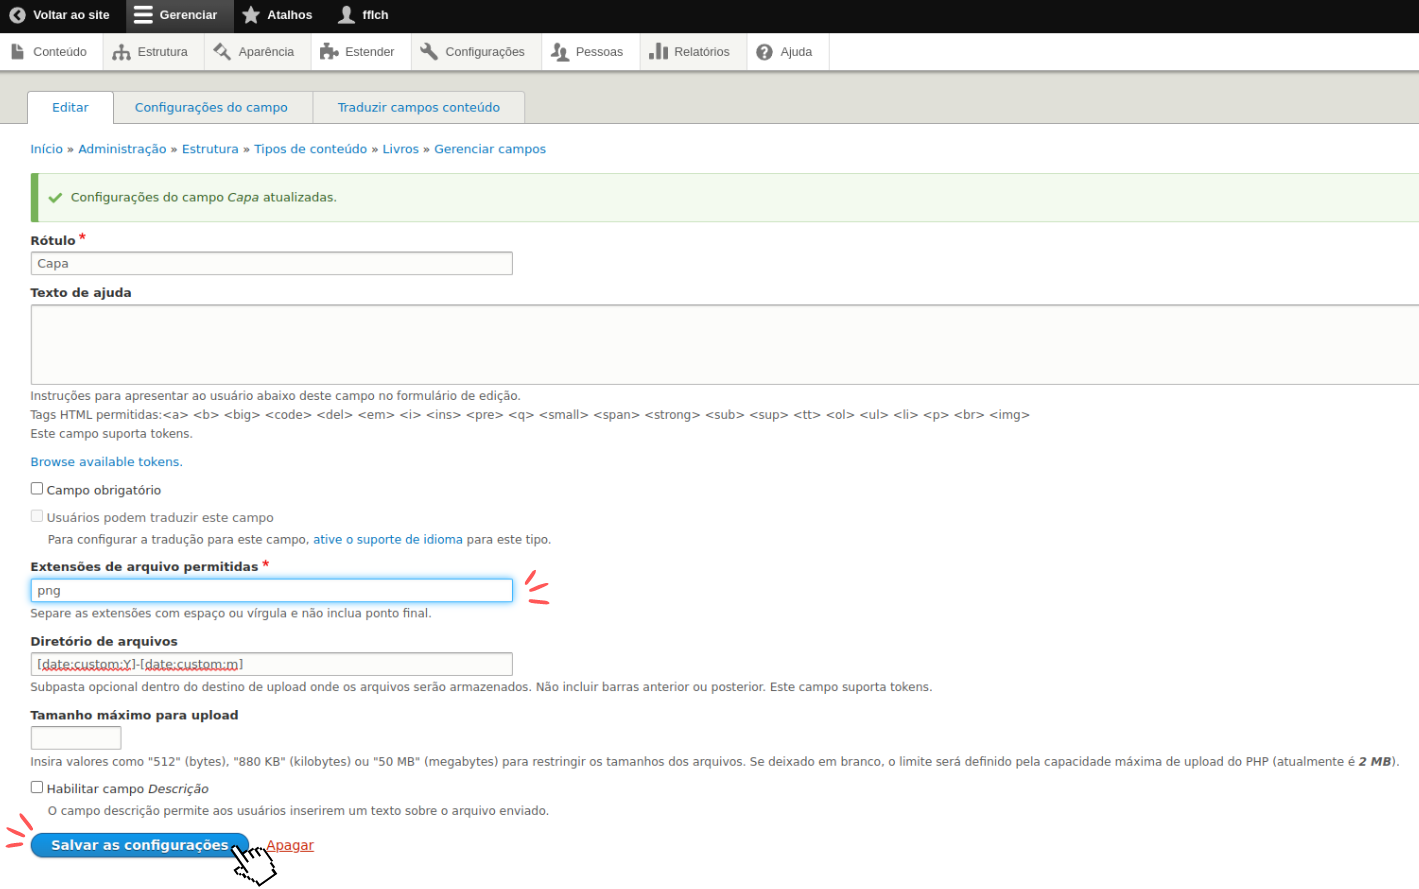 Voltar ao site Gerenciar Atalhos fflch
Conteúdo Estrutura Aparência Estender Configurações Pessoas Relatórios Ajuda
Editar Configurações do campo Traduzir campos conteúdo
Início » Administração » Estrutura » Tipos de conteúdo » Livros » Gerenciar campos
Configurações do campo Capa atualizadas.
Rótulo *
Capa
Texto de ajuda
Instruções para apresentar ao usuário abaixo deste campo no formulário de edição.
Tags HTML permitidas:<a> <b> <big> <code> <del> <em> <i> <ins> <pre> <q> <small> <span> <strong> <sub> <sup> <tt> <ol> <ul> <li> <p> <br> <img>
Este campo suporta tokens.
Browse available tokens.
Campo obrigatório
Usuários podem traduzir este campo
Para configurar a tradução para este campo, ative o suporte de idioma para este tipo.
Extensões de arquivo permitidas *
png
Separe as extensões com espaço ou vírgula e não inclua ponto final.
Diretório de arquivos
[date:custom:Y]-[date:custom:m]
Subpasta opcional dentro do destino de upload onde os arquivos serão armazenados. Não incluir barras anterior ou posterior. Este campo suporta tokens.
Tamanho máximo para upload
Insira valores como "512" (bytes), "880 KB" (kilobytes) ou "50 MB" (megabytes) para restringir os tamanhos dos arquivos. Se deixado em branco, o limite será definido pela capacidade máxima de upload do PHP (atualmente é 2 MB).
Habilitar campo Descrição
O campo descrição permite aos usuários inserirem um texto sobre o arquivo enviado.
Salvar as configurações Apagar